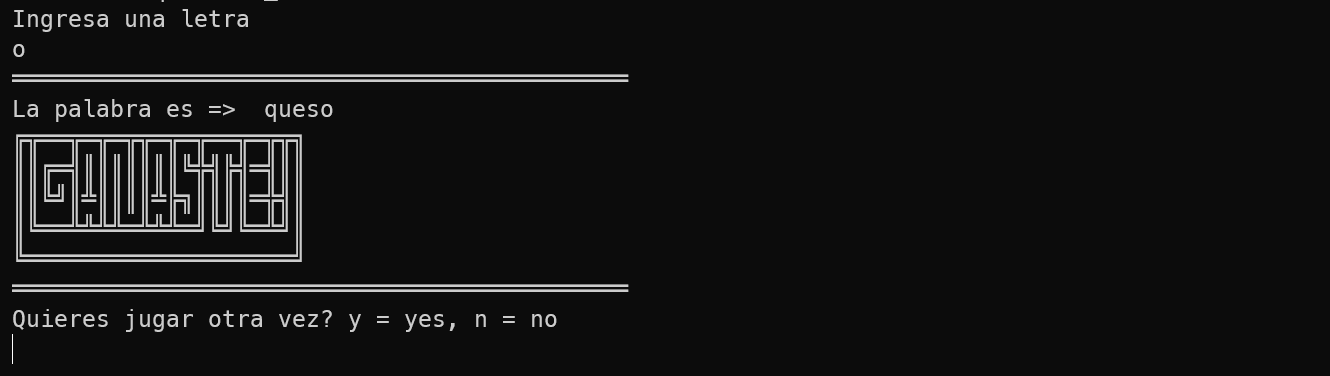 Ingresa una letra
o
La palabra es => queso
GANASTE!
Quieres jugar otra vez? y = yes, n = no